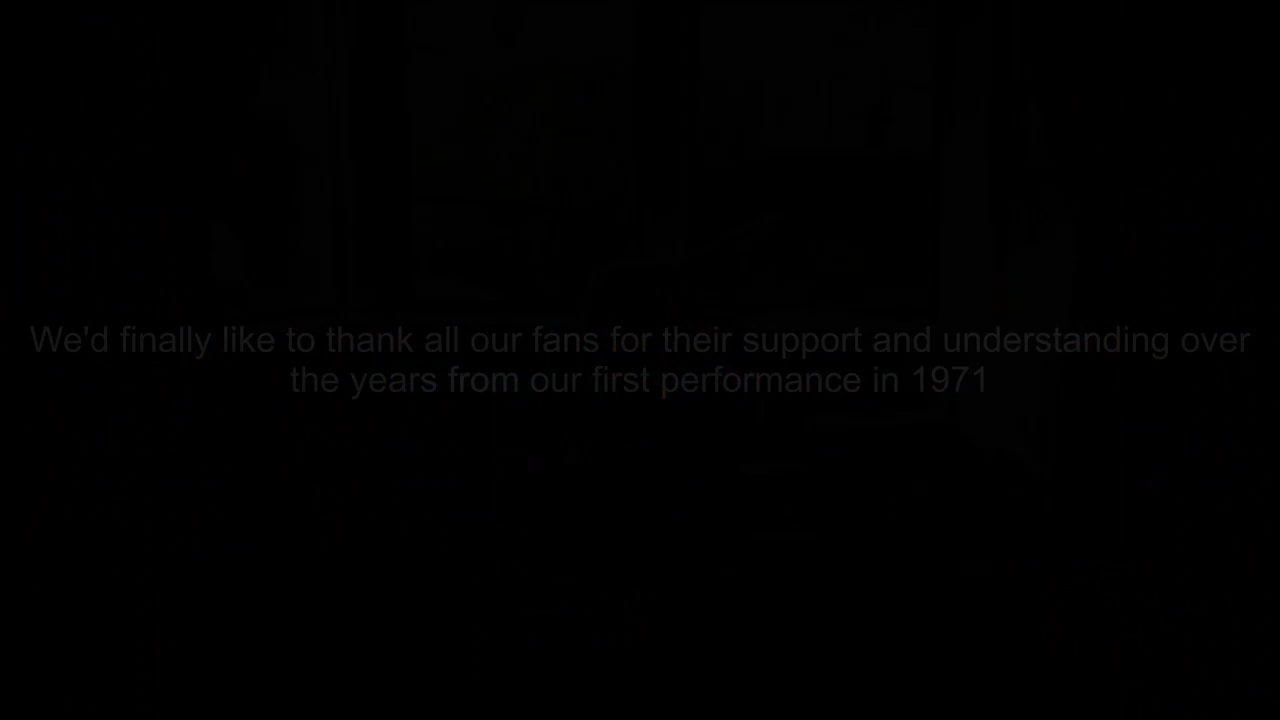 We'd finally like to thank all our fans for their support and understanding over
the years from our first performance in 1971